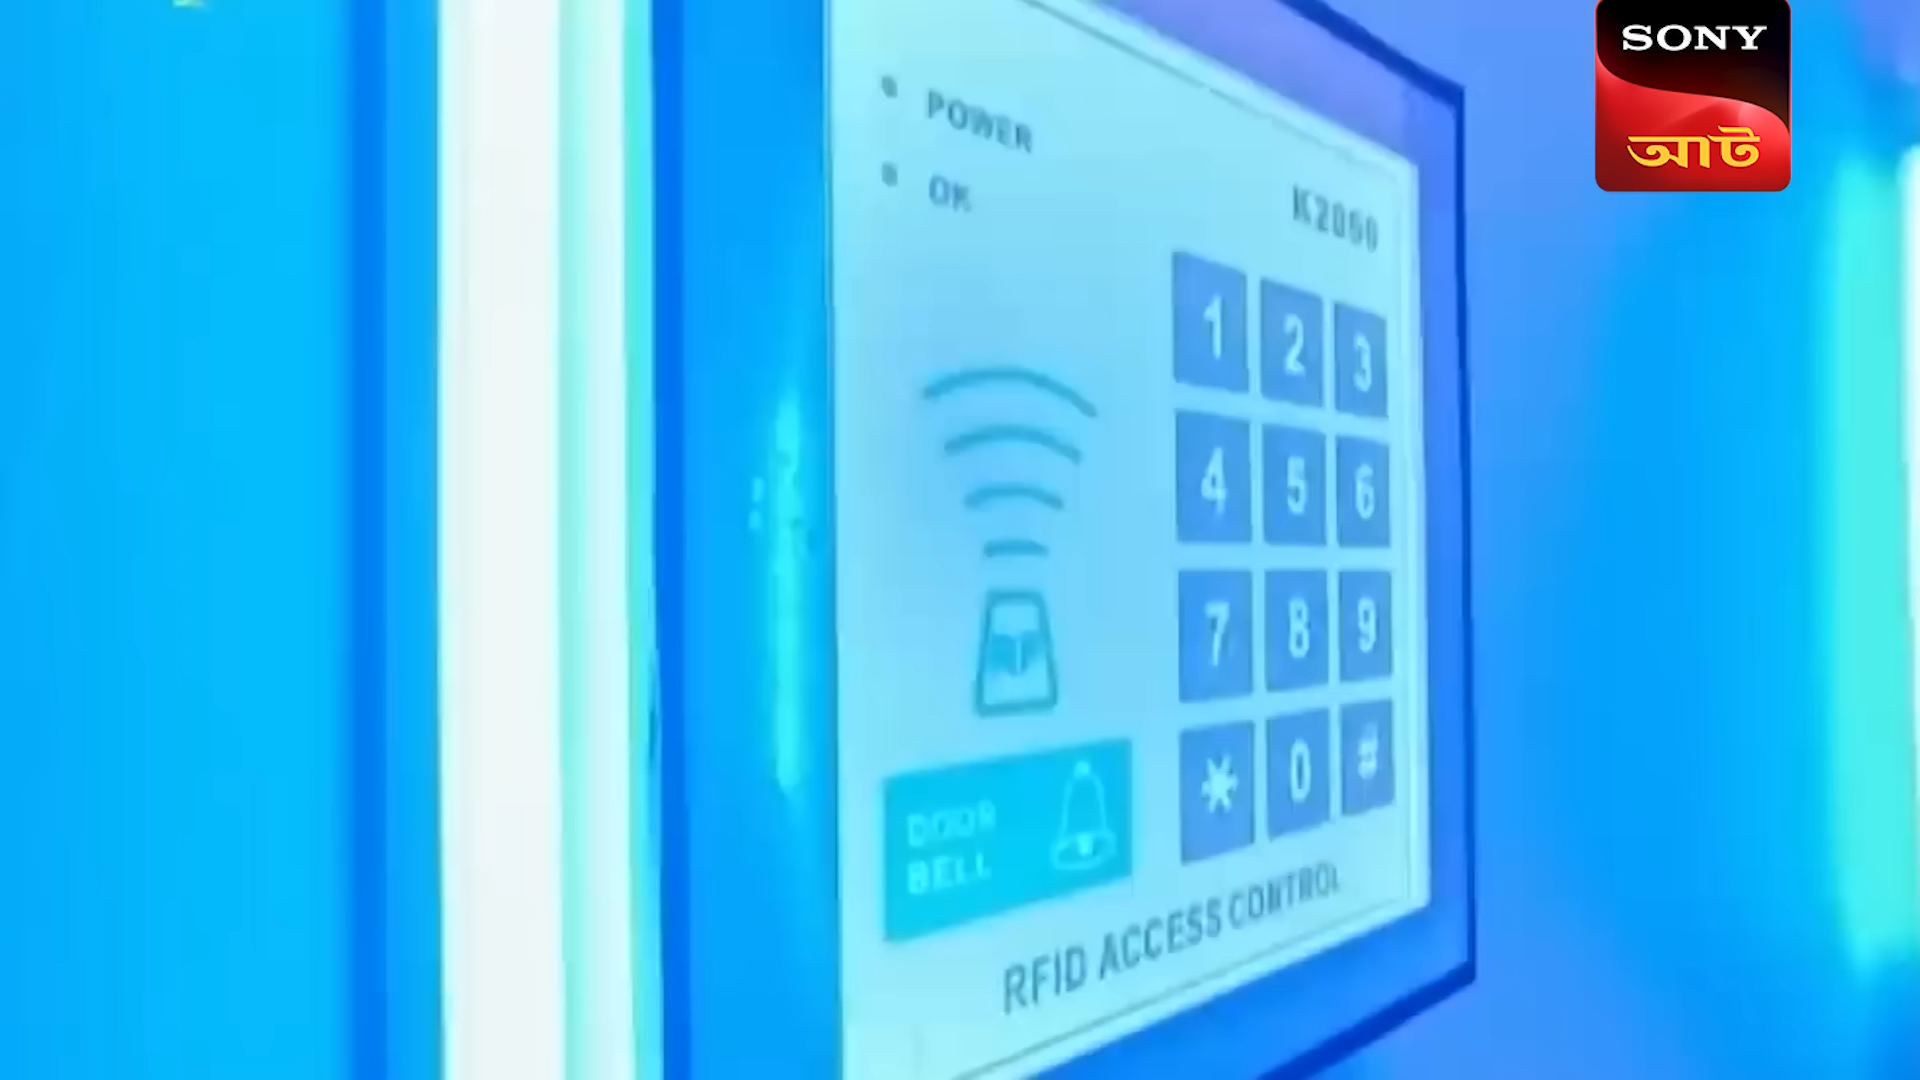 SONY
আট
POWER
OK
K2000
1 2 3
4 5 6
7 8 9
* 0 #
DOOR
BELL
RFID ACCESS CONTROL